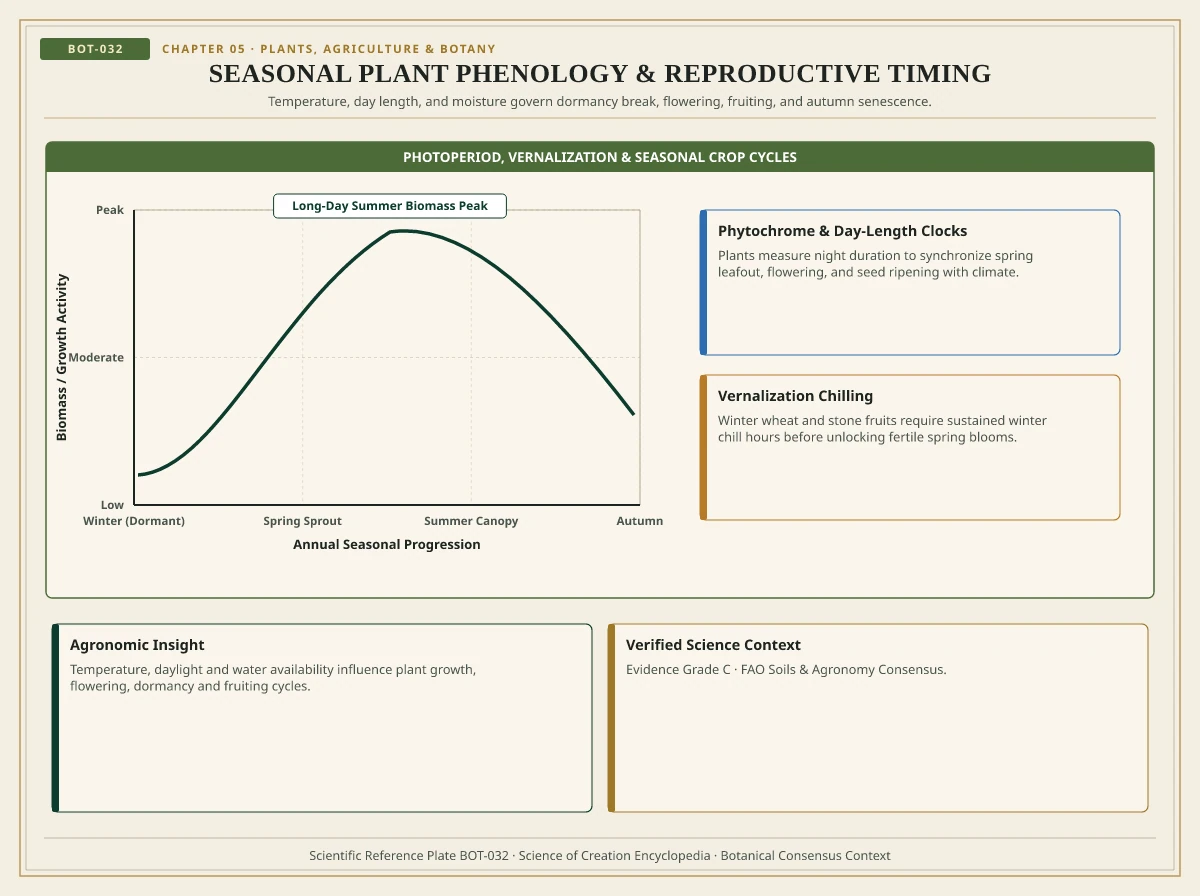 BOT-032
CHAPTER 05 · PLANTS, AGRICULTURE & BOTANY
SEASONAL PLANT PHENOLOGY & REPRODUCTIVE TIMING
Temperature, day length, and moisture govern dormancy break, flowering, fruiting, and autumn senescence.
PHOTOPERIOD, VERNALIZATION & SEASONAL CROP CYCLES
Long-Day Summer Biomass Peak
Peak
Moderate
Low
Biomass / Growth Activity
Winter (Dormant)
Spring Sprout
Summer Canopy
Autumn
Annual Seasonal Progression
Phytochrome & Day-Length Clocks
Plants measure night duration to synchronize spring
leafout, flowering, and seed ripening with climate.
Vernalization Chilling
Winter wheat and stone fruits require sustained winter
chill hours before unlocking fertile spring blooms.
Agronomic Insight
Temperature, daylight and water availability influence plant growth,
flowering, dormancy and fruiting cycles.
Verified Science Context
Evidence Grade C · FAO Soils & Agronomy Consensus.
Scientific Reference Plate BOT-032 · Science of Creation Encyclopedia · Botanical Consensus Context